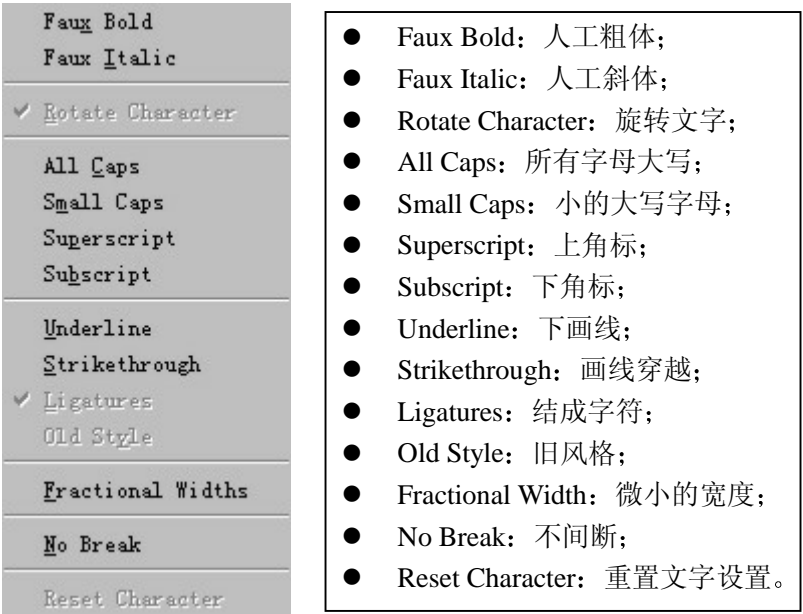 Faux Bold
Faux Italic
Rotate Character
All Caps
Small Caps
Superscript
Subscript
Underline
Strikethrough
Ligatures
Old Style
Fractional Widths
No Break
Reset Character
● Faux Bold：人工粗体；
● Faux Italic：人工斜体；
● Rotate Character：旋转文字；
● All Caps：所有字母大写；
● Small Caps：小的大写字母；
● Superscript：上角标；
● Subscript：下角标；
● Underline：下画线；
● Strikethrough：画线穿越；
● Ligatures：结成字符；
● Old Style：旧风格；
● Fractional Width：微小的宽度；
● No Break：不间断；
● Reset Character：重置文字设置。